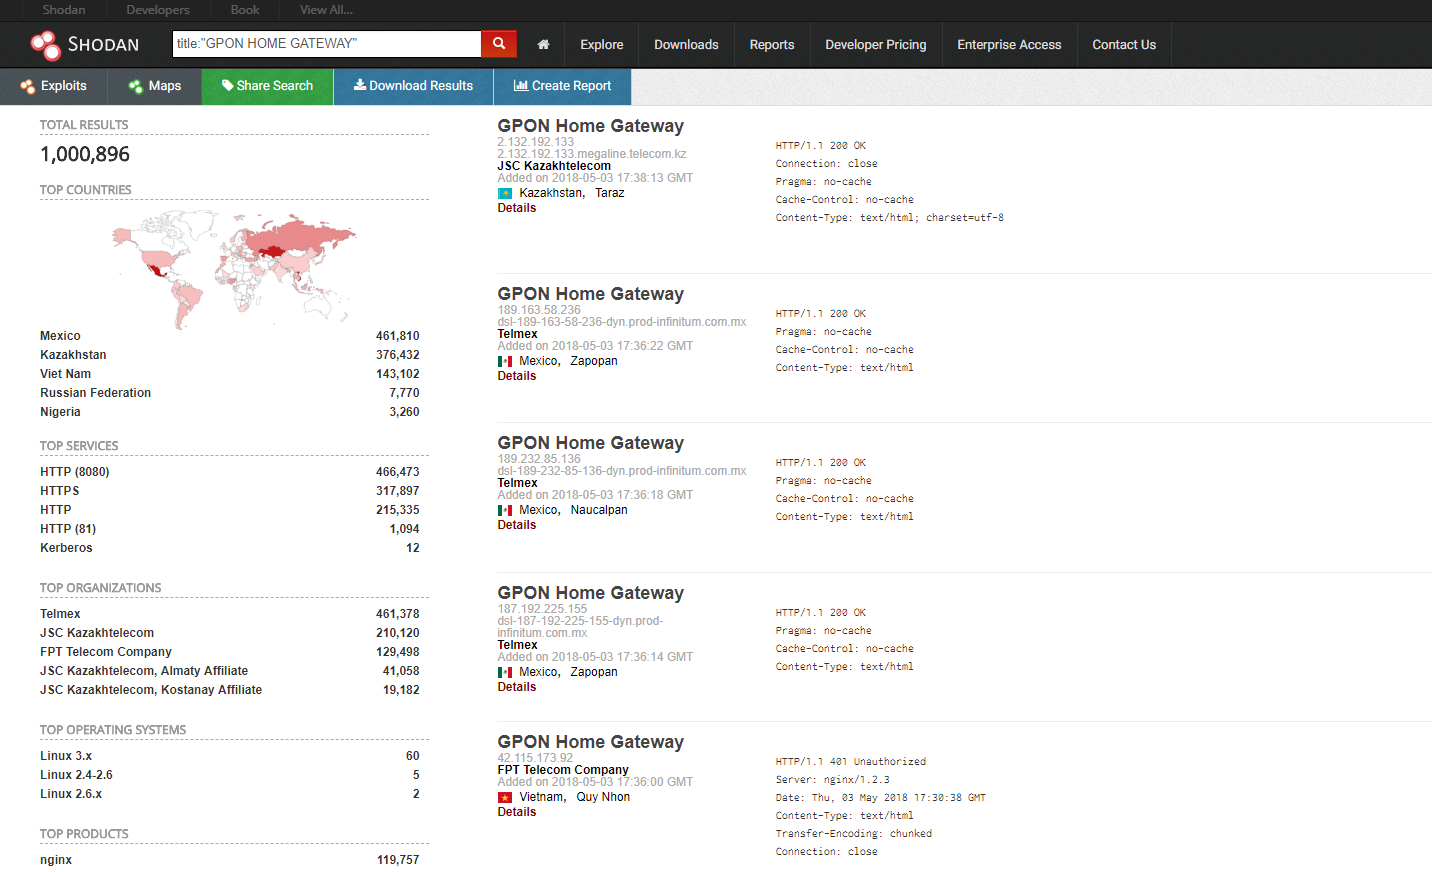 Shodan Developers Book View All...
SHODAN title:"GPON HOME GATEWAY" Explore Downloads Reports Developer Pricing Enterprise Access Contact Us
Exploits Maps Share Search Download Results Create Report
TOTAL RESULTS
1,000,896
TOP COUNTRIES
Mexico 461,810
Kazakhstan 376,432
Viet Nam 143,102
Russian Federation 7,770
Nigeria 3,260
TOP SERVICES
HTTP (8080) 466,473
HTTPS 317,897
HTTP 215,335
HTTP (81) 1,094
Kerberos 12
TOP ORGANIZATIONS
Telmex 461,378
JSC Kazakhtelecom 210,120
FPT Telecom Company 129,498
JSC Kazakhtelecom, Almaty Affiliate 41,058
JSC Kazakhtelecom, Kostanay Affiliate 19,182
TOP OPERATING SYSTEMS
Linux 3.x 60
Linux 2.4-2.6 5
Linux 2.6.x 2
TOP PRODUCTS
nginx 119,757
GPON Home Gateway
2.132.192.133
2.132.192.133.megaline.telecom.kz
JSC Kazakhtelecom
Added on 2018-05-03 17:38:13 GMT
Kazakhstan, Taraz
Details
HTTP/1.1 200 OK
Connection: close
Pragma: no-cache
Cache-Control: no-cache
Content-Type: text/html; charset=utf-8
GPON Home Gateway
189.163.58.236
dsl-189-163-58-236-dyn.prod-infinitum.com.mx
Telmex
Added on 2018-05-03 17:36:22 GMT
Mexico, Zapopan
Details
HTTP/1.1 200 OK
Pragma: no-cache
Cache-Control: no-cache
Content-Type: text/html
GPON Home Gateway
189.232.85.136
dsl-189-232-85-136-dyn.prod-infinitum.com.mx
Telmex
Added on 2018-05-03 17:36:18 GMT
Mexico, Naucalpan
Details
HTTP/1.1 200 OK
Pragma: no-cache
Cache-Control: no-cache
Content-Type: text/html
GPON Home Gateway
187.192.225.155
dsl-187-192-225-155-dyn.prod-
infinitum.com.mx
Telmex
Added on 2018-05-03 17:36:14 GMT
Mexico, Zapopan
Details
HTTP/1.1 200 OK
Pragma: no-cache
Cache-Control: no-cache
Content-Type: text/html
GPON Home Gateway
42.115.173.92
FPT Telecom Company
Added on 2018-05-03 17:36:00 GMT
Vietnam, Quy Nhon
Details
HTTP/1.1 401 Unauthorized
Server: nginx/1.2.3
Date: Thu, 03 May 2018 17:30:38 GMT
Content-Type: text/html
Transfer-Encoding: chunked
Connection: close